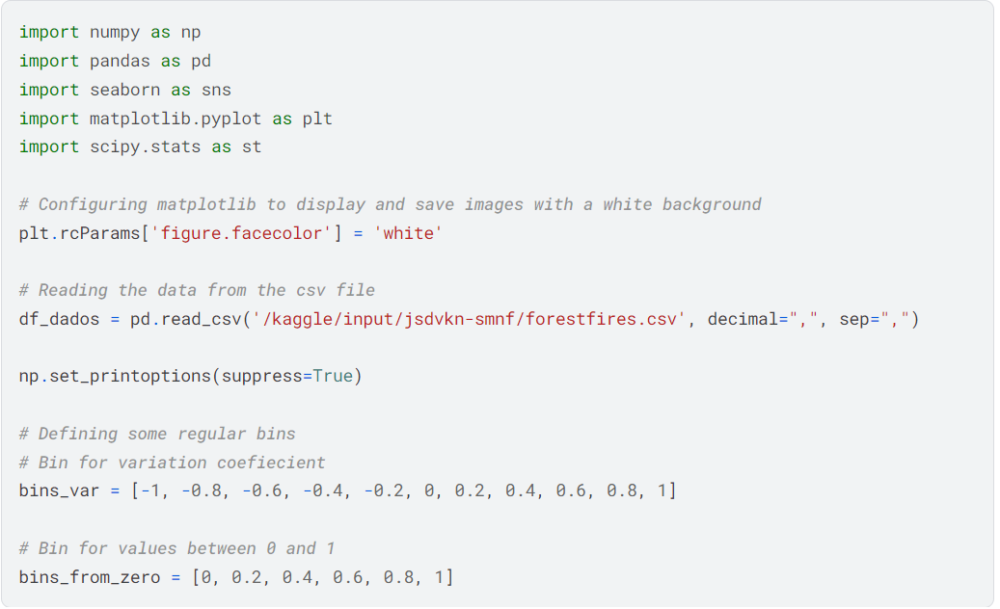 import numpy as np
import pandas as pd
import seaborn as sns
import matplotlib.pyplot as plt
import scipy.stats as st
# Configuring matplotlib to display and save images with a white background
plt.rcParams['figure.facecolor'] = 'white'
# Reading the data from the csv file
df_dados = pd.read_csv('/kaggle/input/jsdvkn-smnf/forestfires.csv', decimal=",", sep=",")
np.set_printoptions(suppress=True)
# Defining some regular bins
# Bin for variation coefiecient
bins_var = [-1, -0.8, -0.6, -0.4, -0.2, 0, 0.2, 0.4, 0.6, 0.8, 1]
# Bin for values between 0 and 1
bins_from_zero = [0, 0.2, 0.4, 0.6, 0.8, 1]